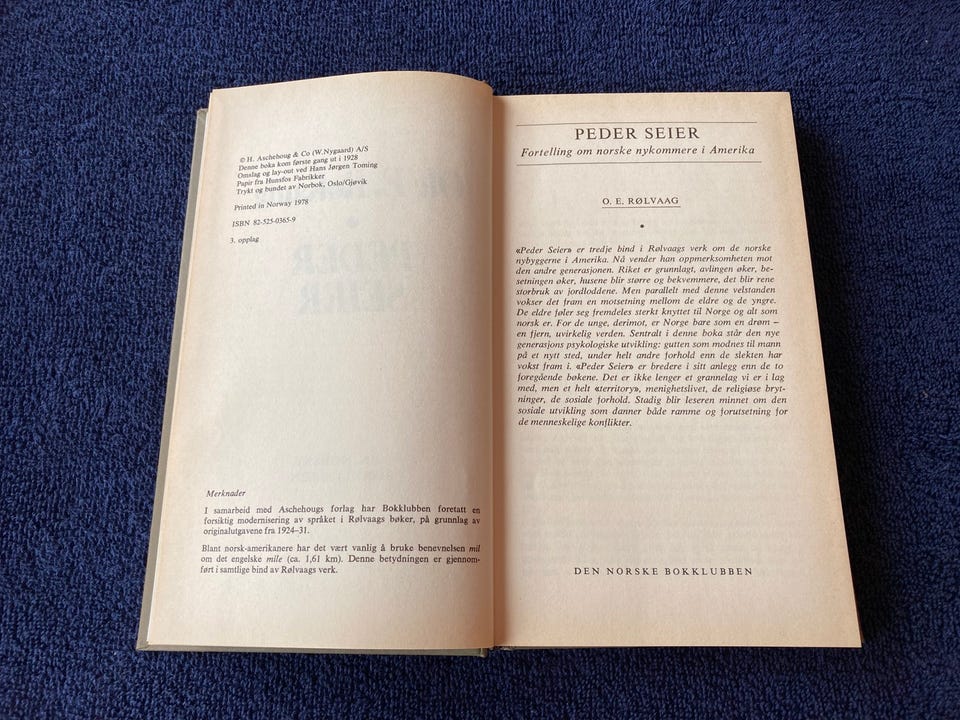 © H. Aschehoug & Co (W.Nygaard) A/S
Denne boka kom første gang ut i 1928
Omslag og lay-out ved Hans Jørgen Toming
Papir fra Hunsfos Fabrikker
Trykt og bundet av Norbok, Oslo/Gjøvik
Printed in Norway 1978
ISBN 82-525-0365-9
3. opplag
Merknader
I samarbeid med Aschehougs forlag har Bokklubben foretatt en
forsiktig modernisering av språket i Rølvaags bøker, på grunnlag av
originalutgavene fra 1924–31.
Blant norsk-amerikanere har det vært vanlig å bruke benevnelsen mil
om det engelske mile (ca. 1,61 km). Denne betydningen er gjennom-
ført i samtlige bind av Rølvaags verk.
PEDER SEIER
Fortelling om norske nykommere i Amerika
O. E. RØLVAAG
•
«Peder Seier» er tredje bind i Rølvaags verk om de norske
nybyggerne i Amerika. Nå vender han oppmerksomheten mot
den andre generasjonen. Riket er grunnlagt, avlingen øker, be-
setningen øker, husene blir større og bekvemmere, det blir rene
storbruk av jordloddene. Men parallelt med denne velstanden
vokser det fram en motsetning mellom de eldre og de yngre.
De eldre føler seg fremdeles sterkt knyttet til Norge og alt som
norsk er. For de unge, derimot, er Norge bare som en drøm –
en fjern, uvirkelig verden. Sentralt i denne boka står den nye
generasjons psykologiske utvikling: gutten som modnes til mann
på et nytt sted, under helt andre forhold enn de slekten har
vokst fram i. «Peder Seier» er bredere i sitt anlegg enn de to
foregående bøkene. Det er ikke lenger et grannelag vi er i lag
med, men et helt «territory», menighetslivet, de religiøse bryt-
ninger, de sosiale forhold. Stadig blir leseren minnet om den
sosiale utvikling som danner både ramme og forutsetning for
de menneskelige konflikter.
DEN NORSKE BOKKLUBBEN